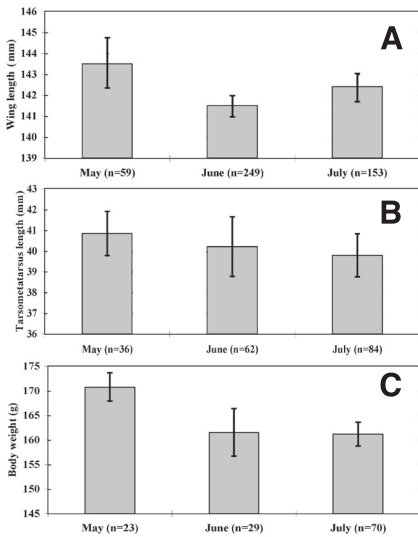 A
Wing length (mm)
146
145
144
143
142
141
140
139
May (n=59) June (n=249) July (n=153)
B
Tarsometatarsus length (mm)
43
42
41
40
39
38
37
36
May (n=36) June (n=62) July (n=84)
C
Body weight (g)
175
170
165
160
155
150
145
May (n=23) June (n=29) July (n=70)